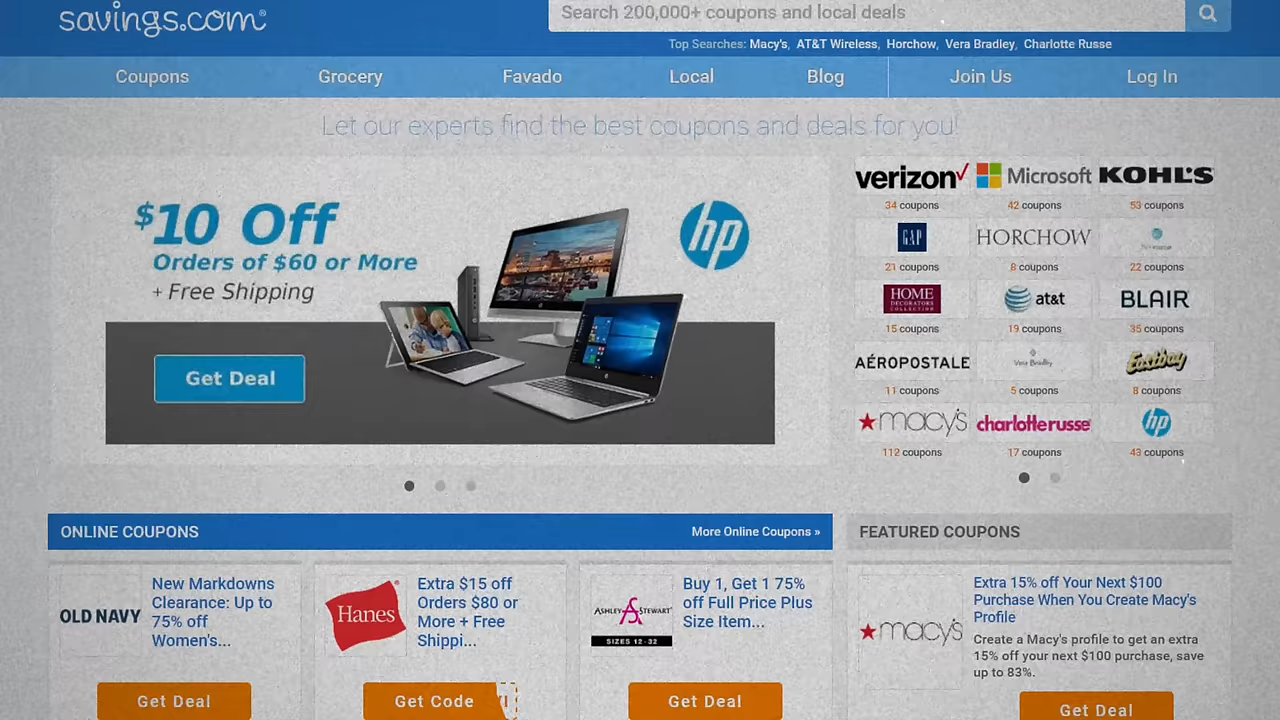 savings.com®
Search 200,000+ coupons and local deals
Top Searches: Macy's, AT&T Wireless, Horchow, Vera Bradley, Charlotte Russe
Coupons Grocery Favado Local Blog Join Us Log In
Let our experts find the best coupons and deals for you!
$10 Off
Orders of $60 or More
+ Free Shipping
hp
Get Deal
verizon Microsoft KOHL'S
34 coupons 42 coupons 53 coupons
GAP HORCHOW
21 coupons 8 coupons 22 coupons
HOME DECORATORS COLLECTION at&t BLAIR
15 coupons 19 coupons 35 coupons
AÉROPOSTALE Vera Bradley Eastbay
11 coupons 5 coupons 8 coupons
macy's charlotte russe hp
112 coupons 17 coupons 43 coupons
ONLINE COUPONS More Online Coupons »
OLD NAVY
New Markdowns
Clearance: Up to
75% off
Women's...
Get Deal
Hanes
Extra $15 off
Orders $80 or
More + Free
Shippi...
Get Code
ASHLEY STEWART
SIZES 12-32
Buy 1, Get 1 75%
off Full Price Plus
Size Item...
Get Deal
FEATURED COUPONS
macy's
Extra 15% off Your Next $100
Purchase When You Create Macy's
Profile
Create a Macy's profile to get an extra
15% off your next $100 purchase, save
up to 83%.
Get Deal